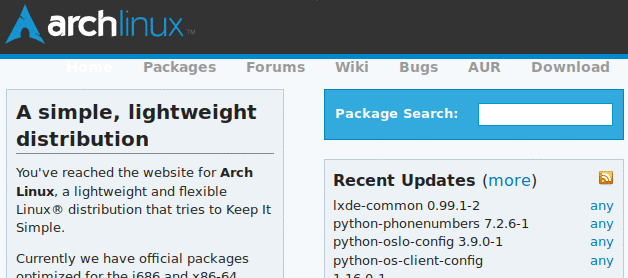 archlinux™
Home Packages Forums Wiki Bugs AUR Download
A simple, lightweight
distribution
You've reached the website for Arch
Linux, a lightweight and flexible
Linux® distribution that tries to Keep It
Simple.
Currently we have official packages
optimized for the i686 and x86-64
Package Search:
Recent Updates (more)
lxde-common 0.99.1-2 any
python-phonenumbers 7.2.6-1 any
python-oslo-config 3.9.0-1 any
python-os-client-config any
1.16.0-1